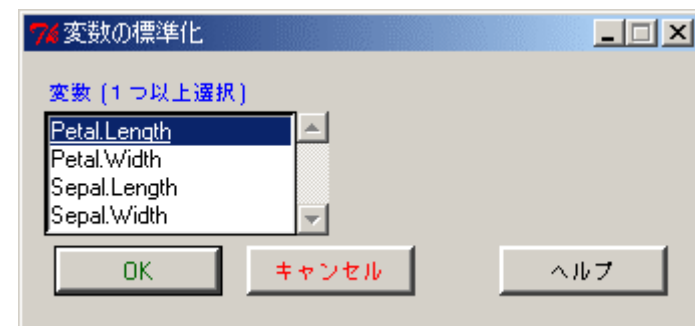 変数の標準化
変数 (1 つ以上選択)
Petal.Length
Petal.Width
Sepal.Length
Sepal.Width
OK キャンセル ヘルプ